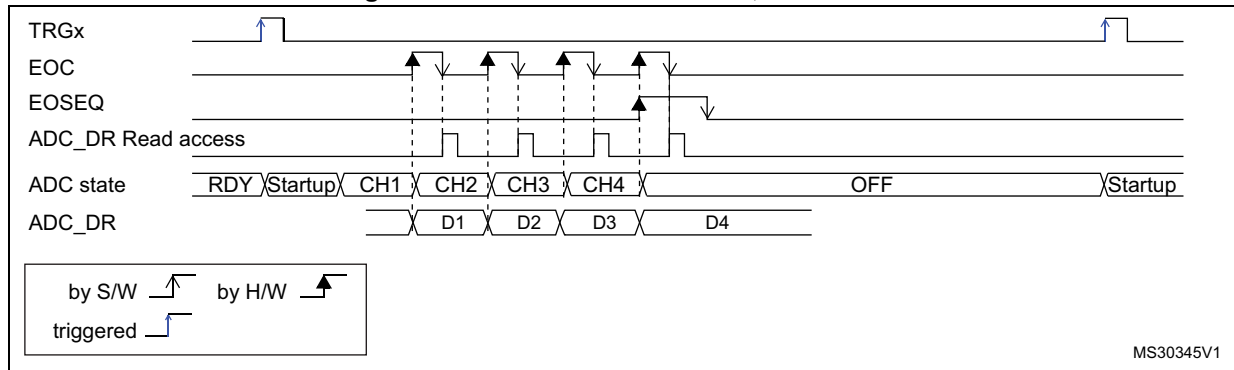 TRGx
EOC
EOSEQ
ADC_DR Read access
ADC state RDY Startup CH1 CH2 CH3 CH4 OFF Startup
ADC_DR D1 D2 D3 D4
by S/W by H/W
triggered
MS30345V1